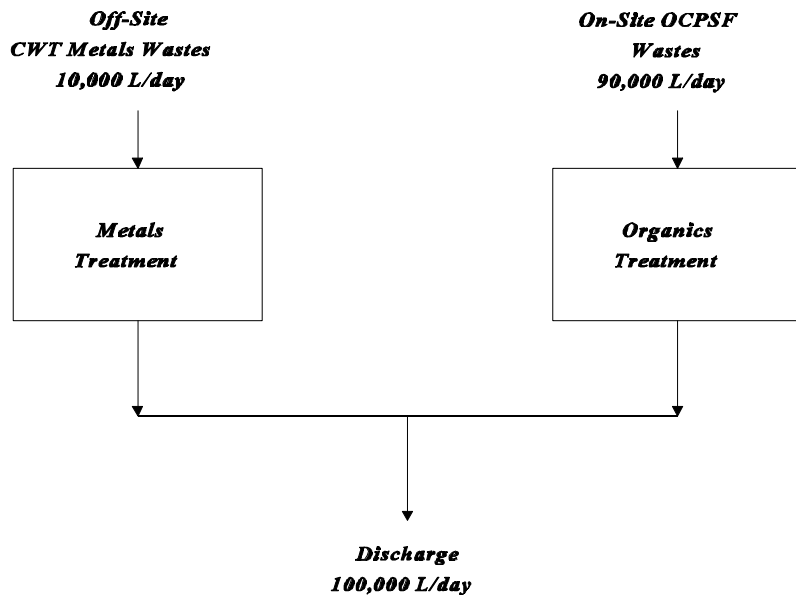 Off-Site
CWT Metals Wastes
10,000 L/day
On-Site OCPSF
Wastes
90,000 L/day
Metals
Treatment
Organics
Treatment
Discharge
100,000 L/day